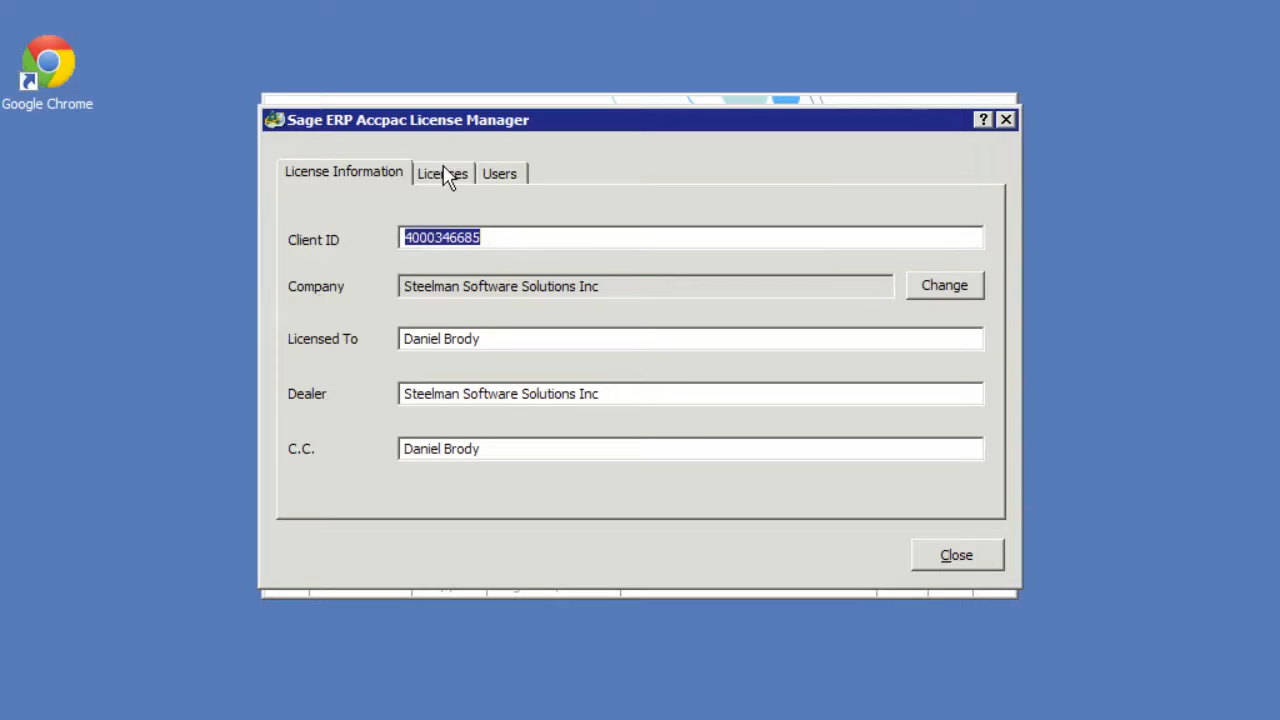 Google Chrome
Sage ERP Accpac License Manager
License Information Licenses Users
Client ID 4000346685
Company Steelman Software Solutions Inc Change
Licensed To Daniel Brody
Dealer Steelman Software Solutions Inc
C.C. Daniel Brody
Close